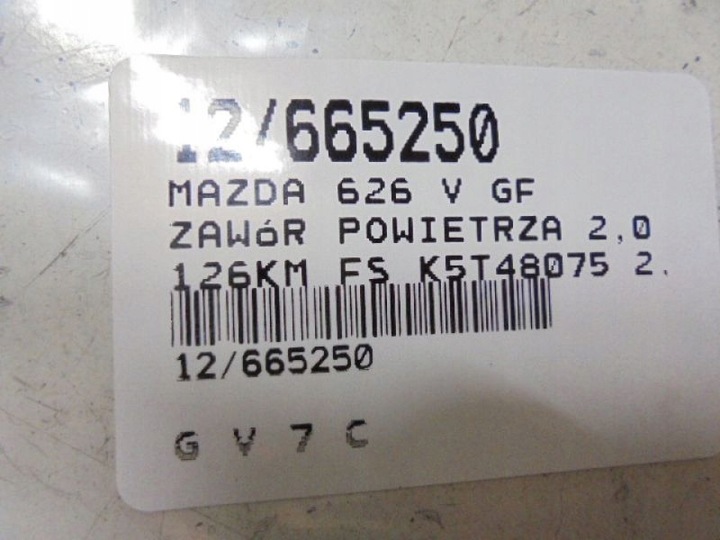 12/665250
MAZDA 626 V GF
ZAWóR POWIETRZA 2,0
126KM FS K5T48075 2.
12/665250
G V 7 C